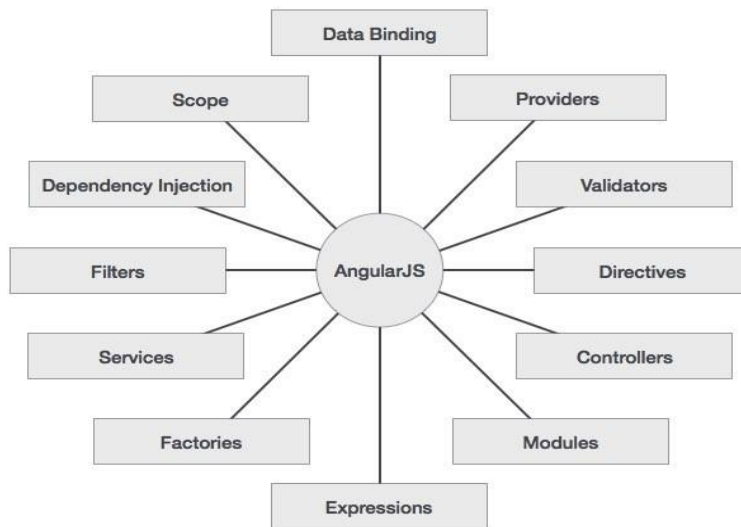 Data Binding
Scope
Providers
Dependency Injection
Validators
Filters
AngularJS
Directives
Services
Controllers
Factories
Modules
Expressions